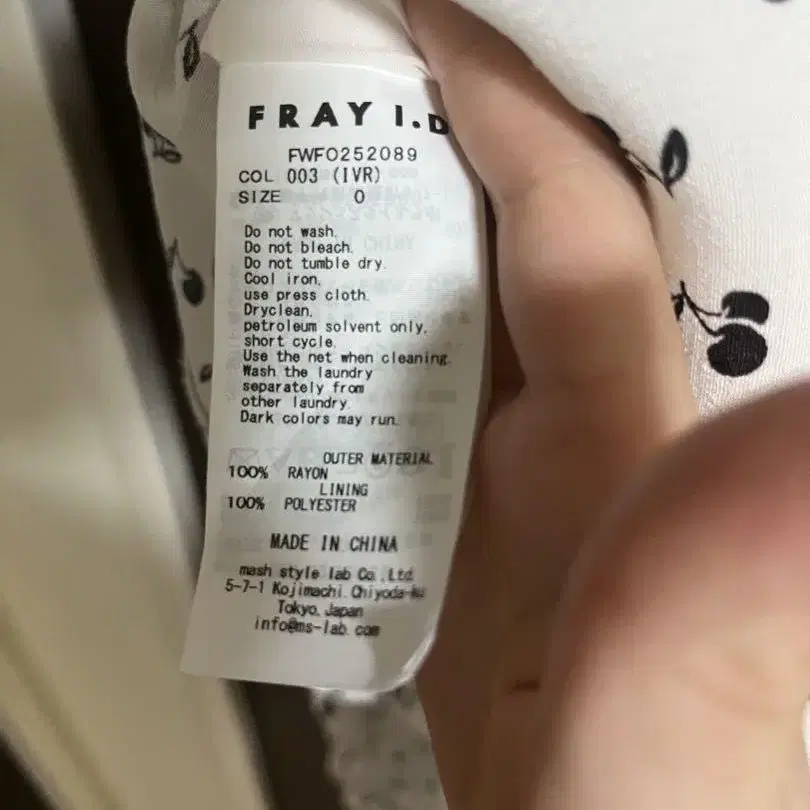 FRAY I.D
FWFO252089
COL 003 (IVR)
SIZE 0
Do not wash.
Do not bleach.
Do not tumble dry.
Cool iron,
use press cloth.
Dryclean,
petroleum solvent only,
short cycle.
Use the net when cleaning.
Wash the laundry
separately from
other laundry.
Dark colors may run.
OUTER MATERIAL
100% RAYON
LINING
100% POLYESTER
MADE IN CHINA
mash style lab Co.,Ltd.
5-7-1 Kojimachi,Chiyoda-ku
Tokyo,Japan
info@ms-lab.com